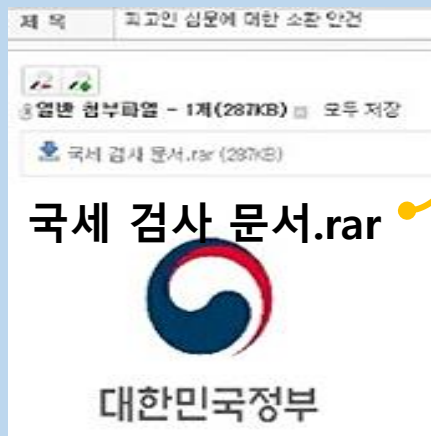 제 목 피고인 심문에 대한 소환 안건
일반 첨부파일 - 1개(287KB) 모두 저장
국세 검사 문서.rar (287KB)
국세 검사 문서.rar
대한민국정부